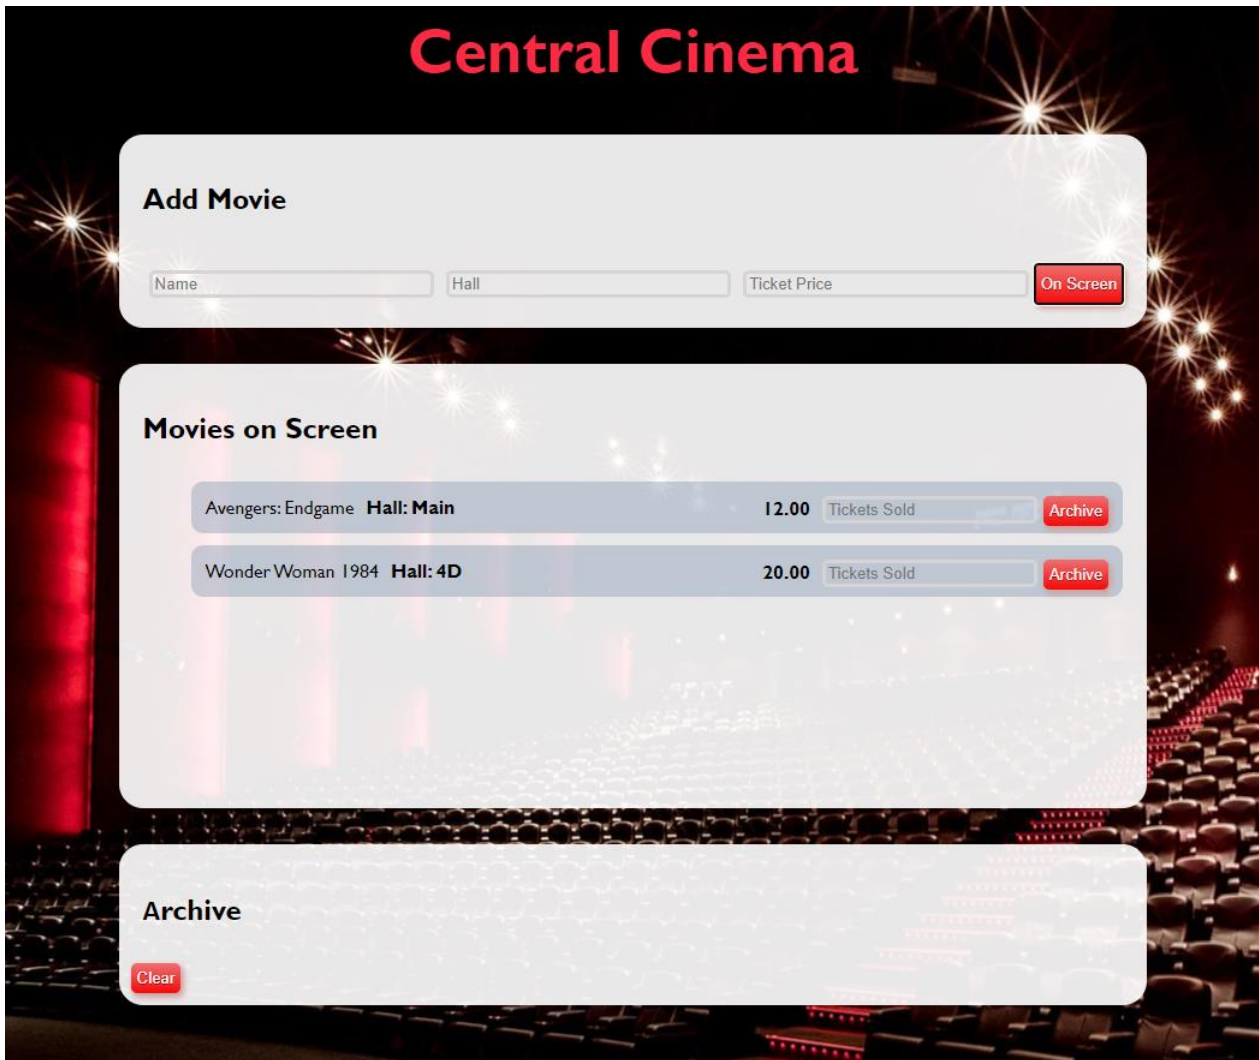 Central Cinema
Add Movie
Name Hall Ticket Price On Screen
Movies on Screen
Avengers: Endgame Hall: Main 12.00 Tickets Sold Archive
Wonder Woman 1984 Hall: 4D 20.00 Tickets Sold Archive
Archive
Clear